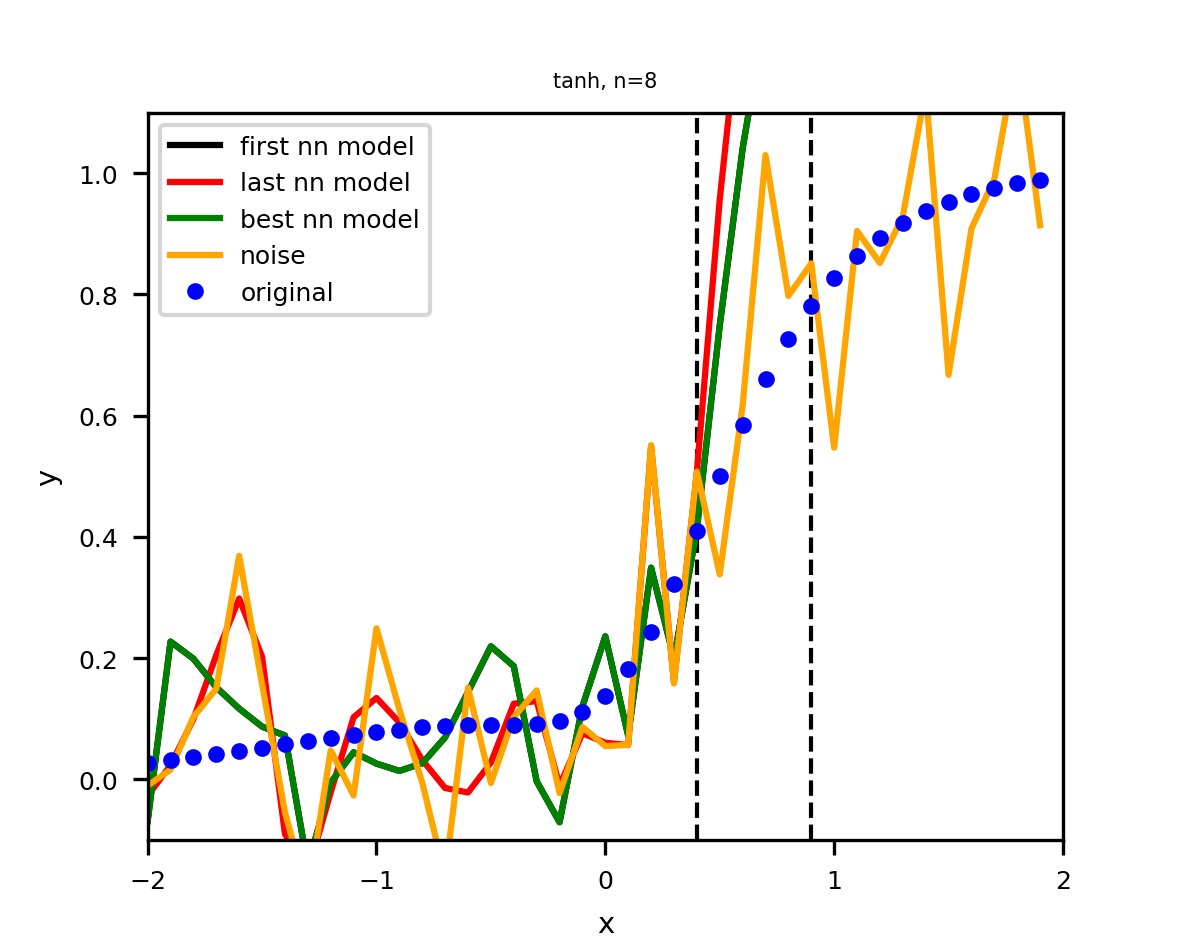 tanh, n=8
first nn model
last nn model
best nn model
noise
original
1.0
0.8
0.6
0.4
0.2
0.0
y
−2
−1
0
1
2
x